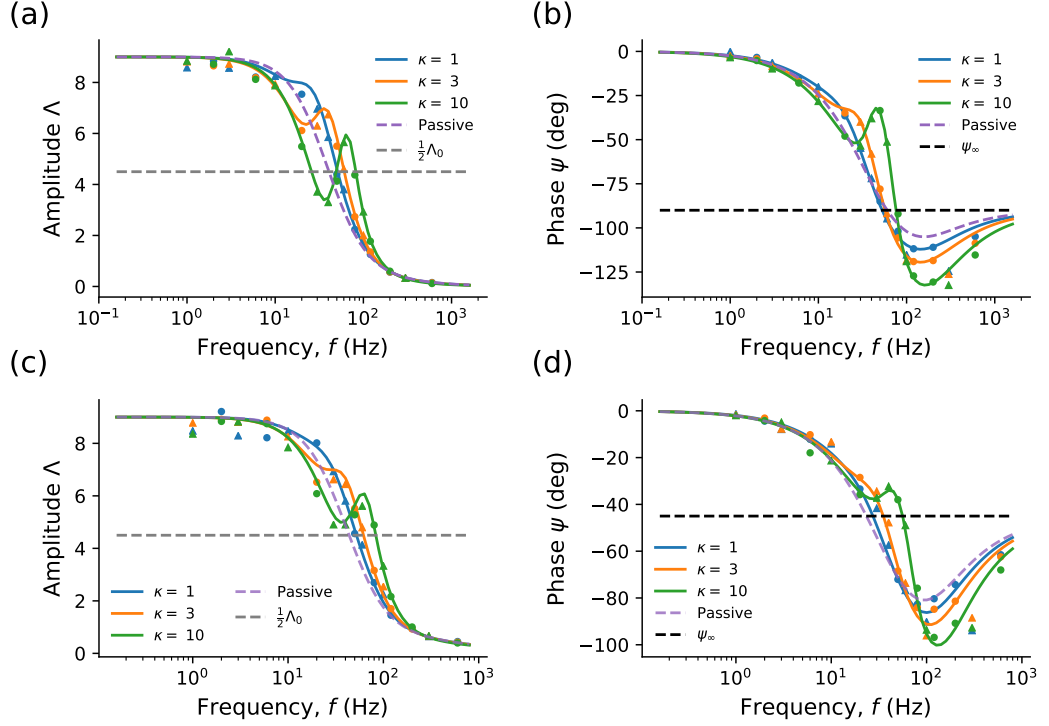 (a)
Amplitude Λ
8
6
4
2
0
κ = 1
κ = 3
κ = 10
Passive
½Λ₀
10⁻¹ 10⁰ 10¹ 10² 10³
Frequency, f (Hz)
(b)
Phase ψ (deg)
0
−25
−50
−75
−100
−125
κ = 1
κ = 3
κ = 10
Passive
ψ∞
10⁻¹ 10⁰ 10¹ 10² 10³
Frequency, f (Hz)
(c)
Amplitude Λ
8
6
4
2
0
κ = 1
κ = 3
κ = 10
Passive
½Λ₀
10⁻¹ 10⁰ 10¹ 10² 10³
Frequency, f (Hz)
(d)
Phase ψ (deg)
0
−20
−40
−60
−80
−100
κ = 1
κ = 3
κ = 10
Passive
ψ∞
10⁻¹ 10⁰ 10¹ 10² 10³
Frequency, f (Hz)